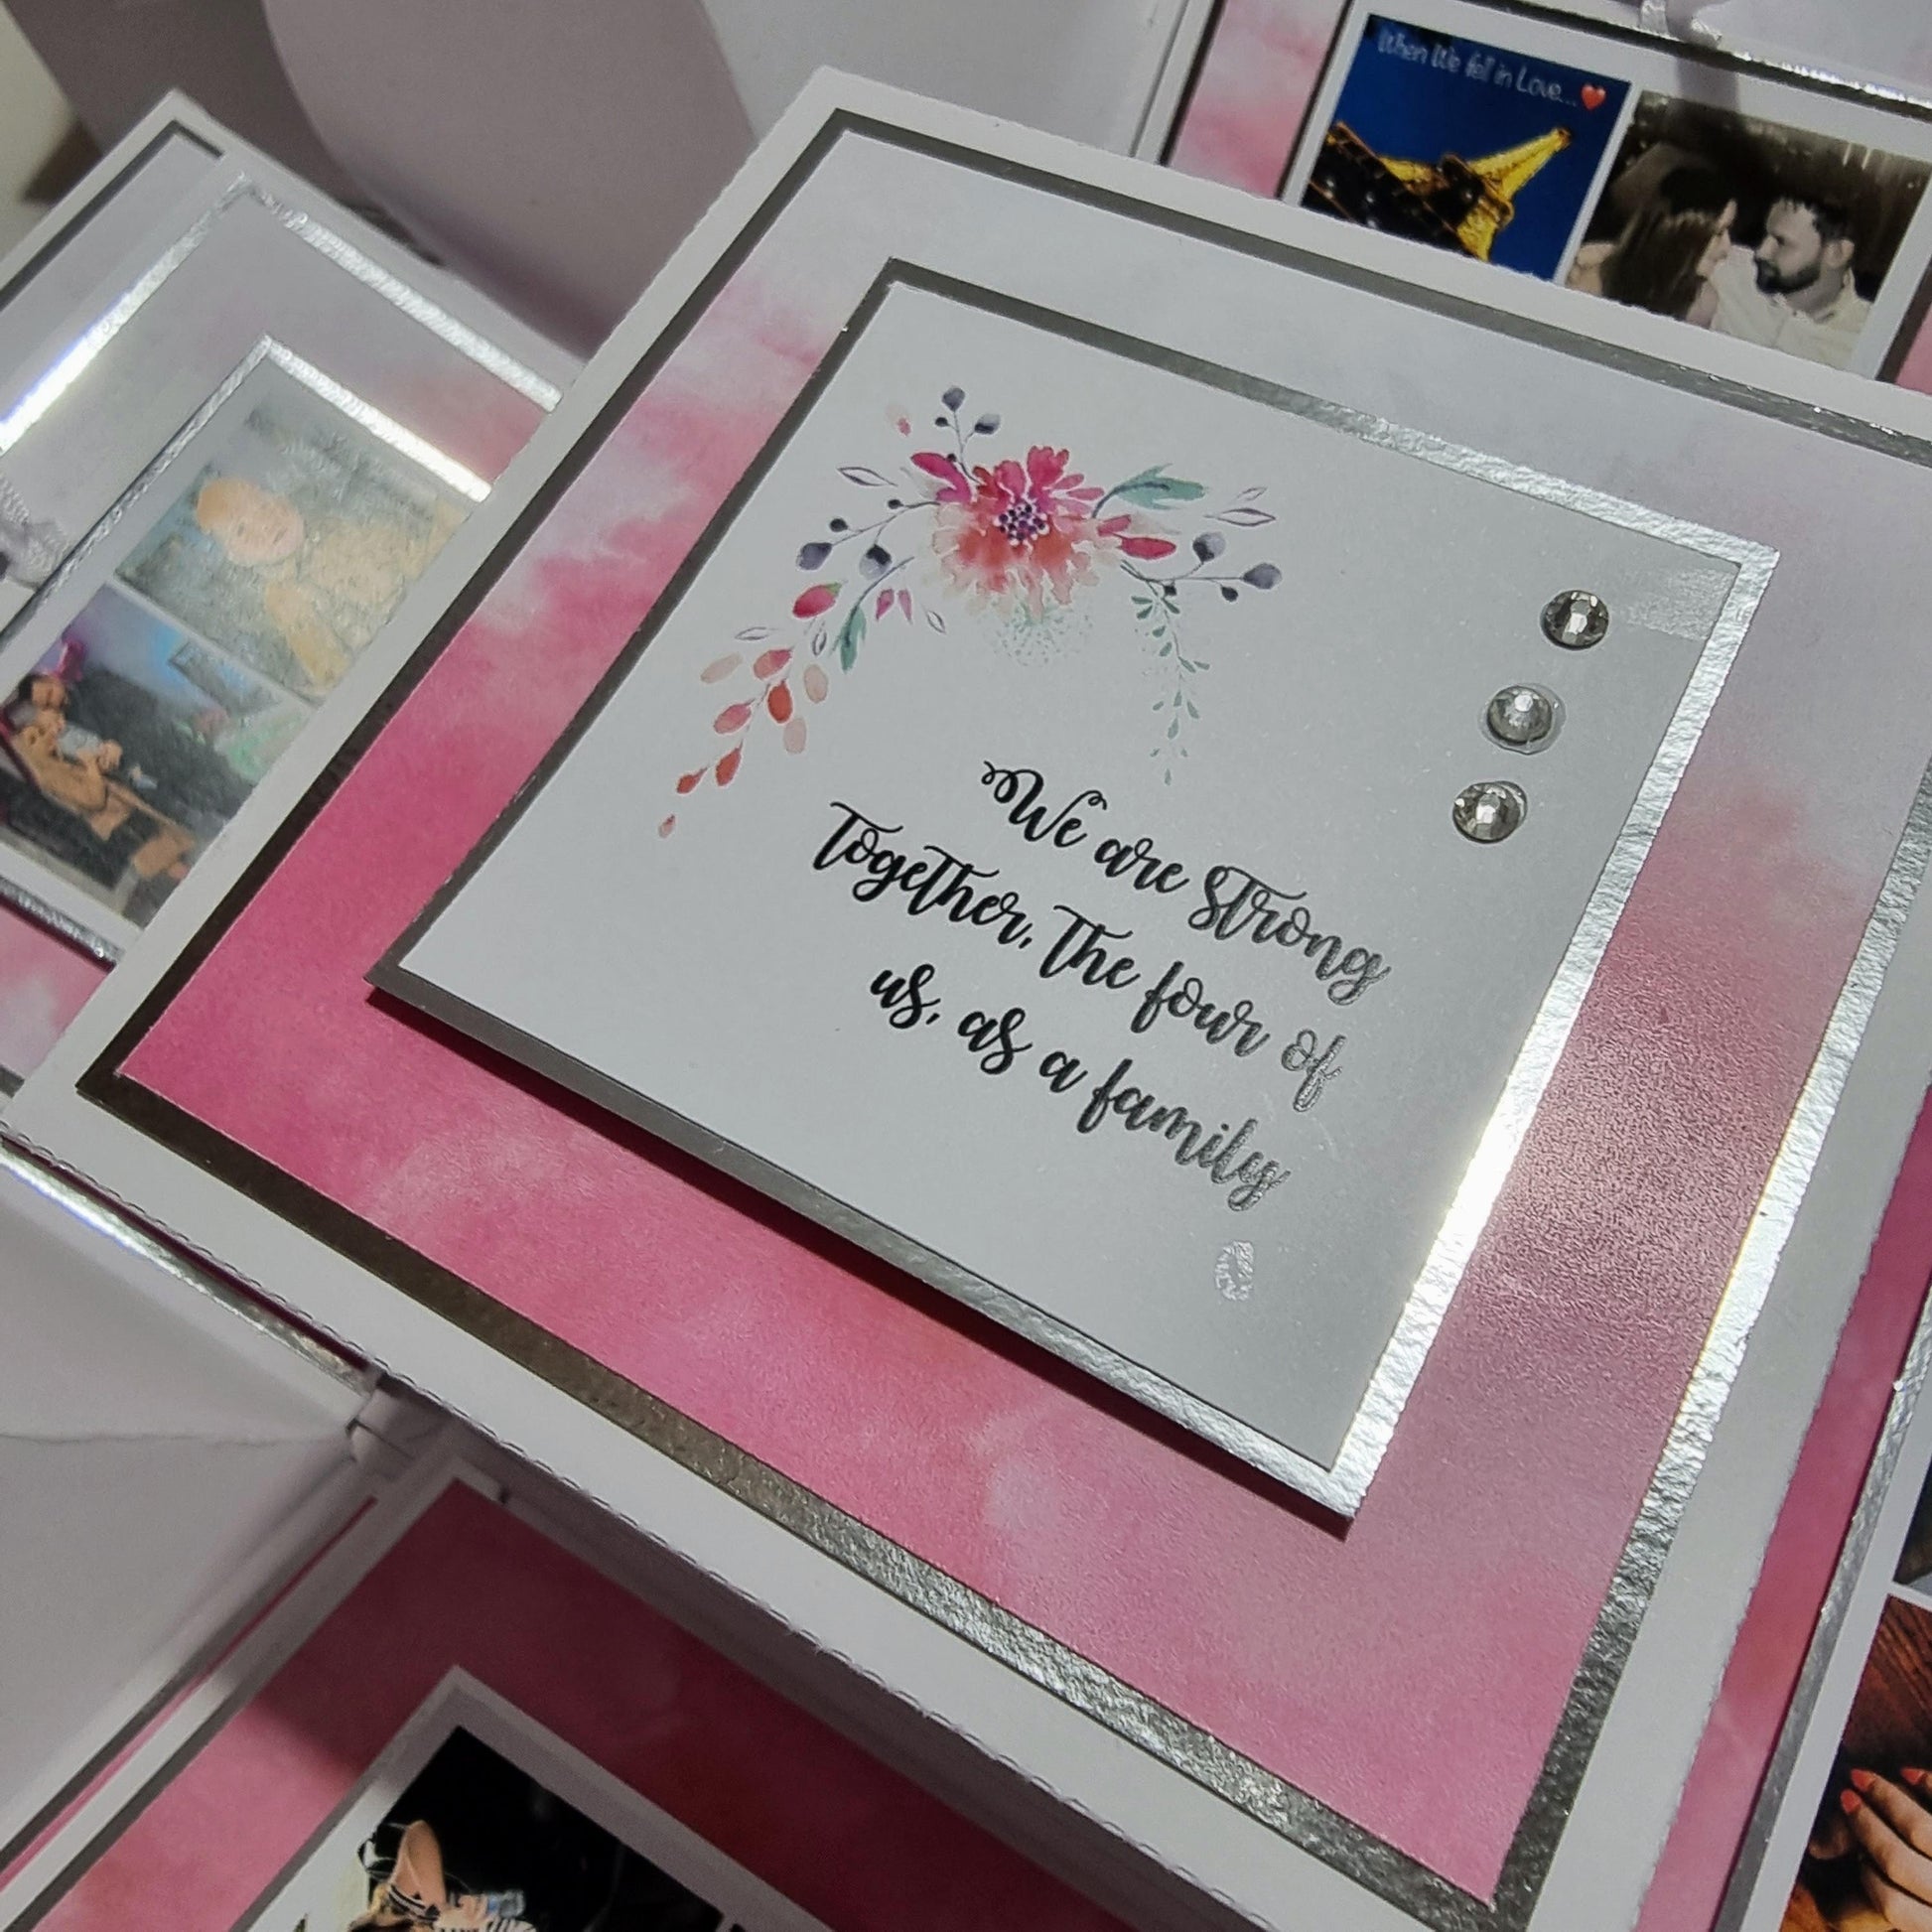 When We fell in Love... ❤️
We are Strong
Together, The four of
us, as a family